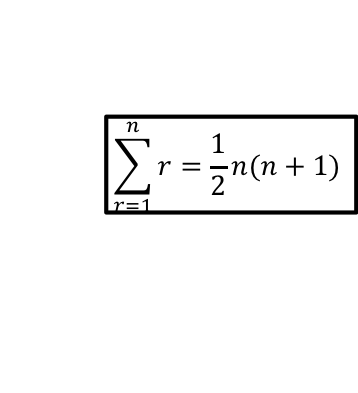 n
∑ r = 1/2 n(n + 1)
r=1